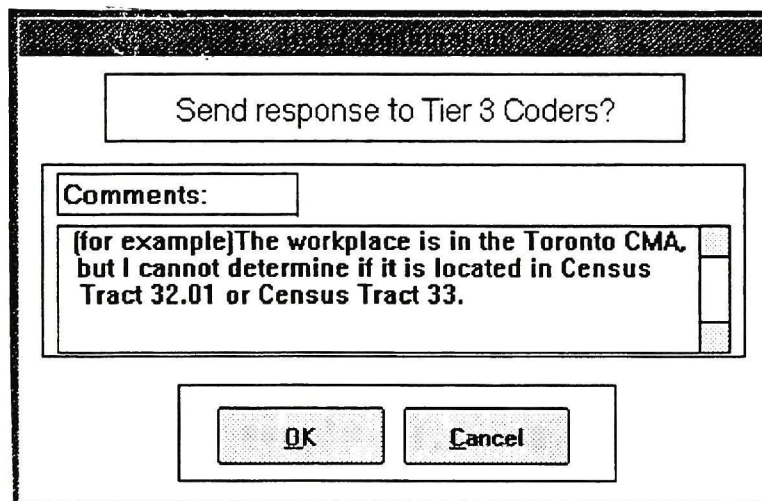 Send response to Tier 3 Coders?
Comments:
(for example)The workplace is in the Toronto CMA,
but I cannot determine if it is located in Census
Tract 32.01 or Census Tract 33.
OK
Cancel